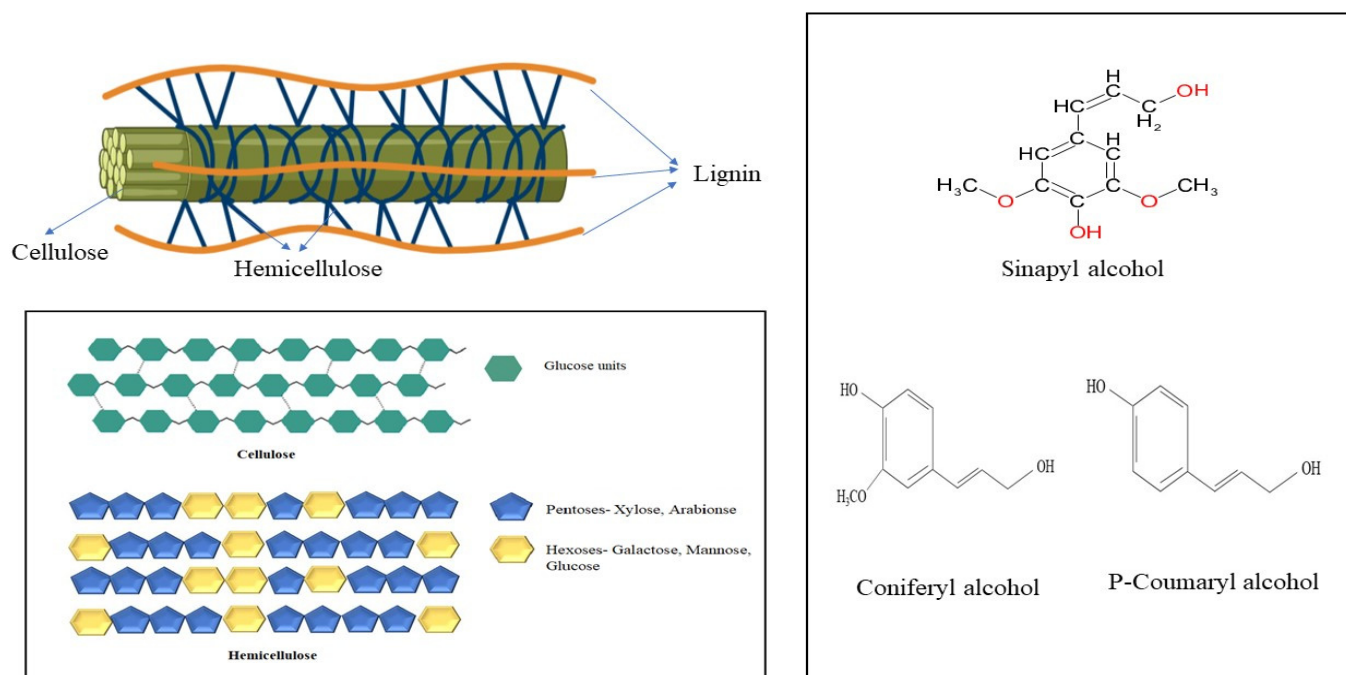 Lignin
Cellulose
Hemicellulose
Glucose units
Cellulose
Pentoses- Xylose, Arabionse
Hexoses- Galactose, Mannose,
Glucose
Hemicellulose
H
OH
C
C
C
H
H₂
C
H
HC
C
H₃C
C
C
CH₃
O
C
O
OH
Sinapyl alcohol
HO
OH
H₃CO
Coniferyl alcohol
HO
OH
P-Coumaryl alcohol